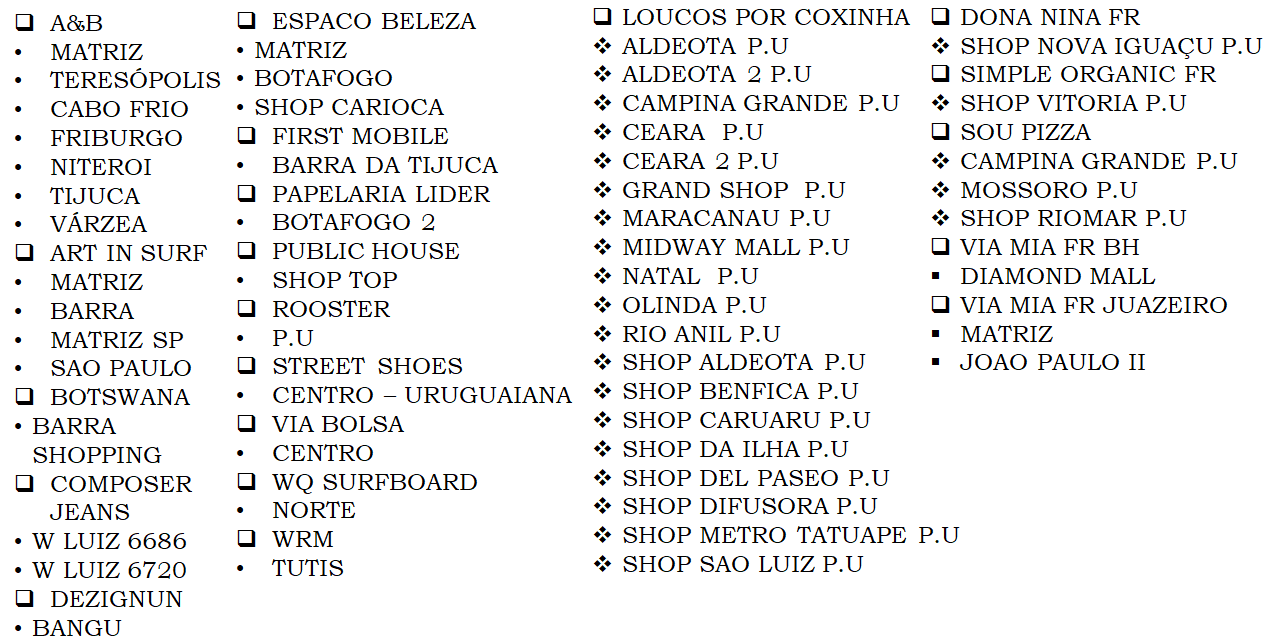 ❑ A&B
• MATRIZ
• TERESÓPOLIS
• CABO FRIO
• FRIBURGO
• NITEROI
• TIJUCA
• VÁRZEA
❑ ART IN SURF
• MATRIZ
• BARRA
• MATRIZ SP
• SAO PAULO
❑ BOTSWANA
• BARRA
SHOPPING
❑ COMPOSER
JEANS
• W LUIZ 6686
• W LUIZ 6720
❑ DEZIGNUN
• BANGU
❑ ESPACO BELEZA
• MATRIZ
• BOTAFOGO
• SHOP CARIOCA
❑ FIRST MOBILE
• BARRA DA TIJUCA
❑ PAPELARIA LIDER
• BOTAFOGO 2
❑ PUBLIC HOUSE
• SHOP TOP
❑ ROOSTER
• P.U
❑ STREET SHOES
• CENTRO – URUGUAIANA
❑ VIA BOLSA
• CENTRO
❑ WQ SURFBOARD
• NORTE
❑ WRM
• TUTIS
❑ LOUCOS POR COXINHA
❖ ALDEOTA P.U
❖ ALDEOTA 2 P.U
❖ CAMPINA GRANDE P.U
❖ CEARA P.U
❖ CEARA 2 P.U
❖ GRAND SHOP P.U
❖ MARACANAU P.U
❖ MIDWAY MALL P.U
❖ NATAL P.U
❖ OLINDA P.U
❖ RIO ANIL P.U
❖ SHOP ALDEOTA P.U
❖ SHOP BENFICA P.U
❖ SHOP CARUARU P.U
❖ SHOP DA ILHA P.U
❖ SHOP DEL PASEO P.U
❖ SHOP DIFUSORA P.U
❖ SHOP METRO TATUAPE P.U
❖ SHOP SAO LUIZ P.U
❑ DONA NINA FR
❖ SHOP NOVA IGUAÇU P.U
❑ SIMPLE ORGANIC FR
❖ SHOP VITORIA P.U
❑ SOU PIZZA
❖ CAMPINA GRANDE P.U
❖ MOSSORO P.U
❖ SHOP RIOMAR P.U
❑ VIA MIA FR BH
▪ DIAMOND MALL
❑ VIA MIA FR JUAZEIRO
▪ MATRIZ
▪ JOAO PAULO II